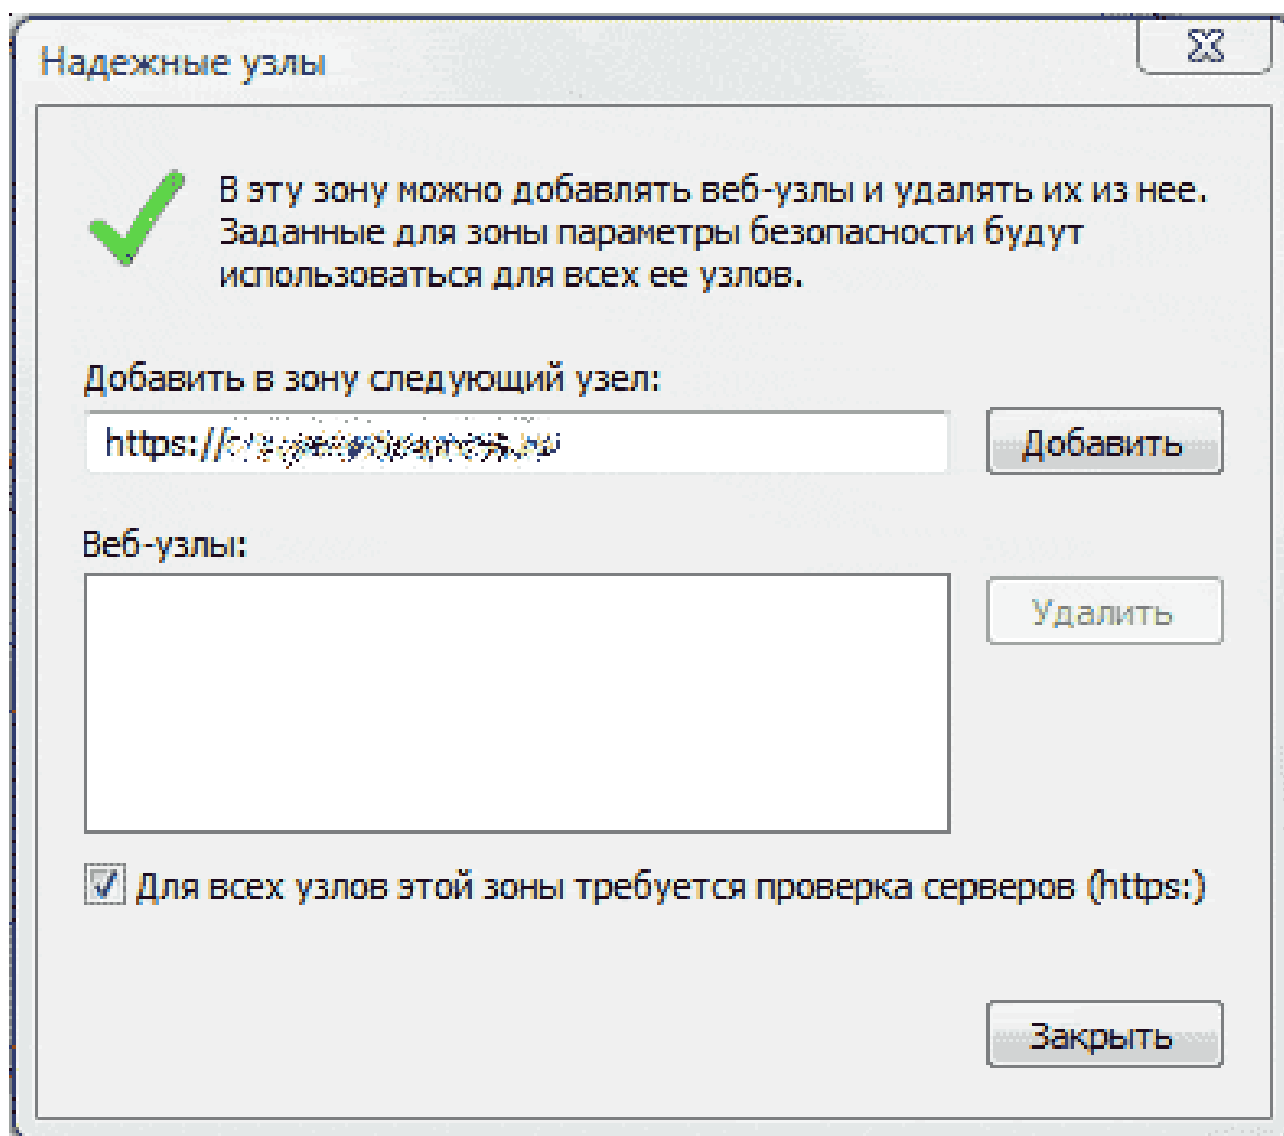 Надежные узлы
В эту зону можно добавлять веб-узлы и удалять их из нее.
Заданные для зоны параметры безопасности будут
использоваться для всех ее узлов.
Добавить в зону следующий узел:
https://
Добавить
Веб-узлы:
Удалить
Для всех узлов этой зоны требуется проверка серверов (https:)
Закрыть